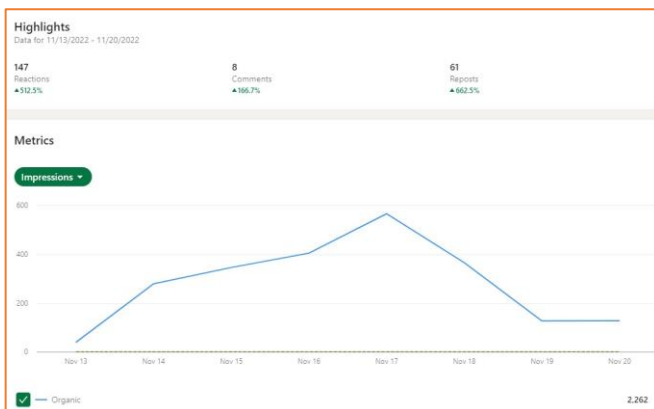 Highlights
Data for 11/13/2022 - 11/20/2022
147 8 61
Reactions Comments Reposts
▲512.5% ▲166.7% ▲662.5%
Metrics
Impressions
600
400
200
0
Nov 13 Nov 14 Nov 15 Nov 16 Nov 17 Nov 18 Nov 19 Nov 20
Organic 2,262